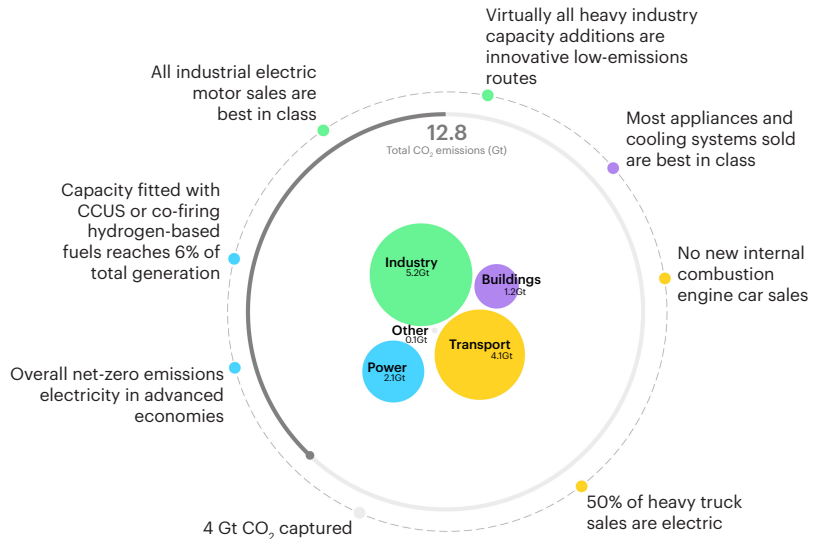 Virtually all heavy industry
capacity additions are
innovative low-emissions
routes
All industrial electric
motor sales are
best in class
Most appliances and
cooling systems sold
are best in class
12.8
Total CO₂ emissions (Gt)
Capacity fitted with
CCUS or co-firing
hydrogen-based
fuels reaches 6% of
total generation
No new internal
combustion
engine car sales
Industry
5.2Gt
Buildings
1.2Gt
Other
0.1Gt
Transport
4.1Gt
Power
2.1Gt
Overall net-zero emissions
electricity in advanced
economies
50% of heavy truck
sales are electric
4 Gt CO₂ captured